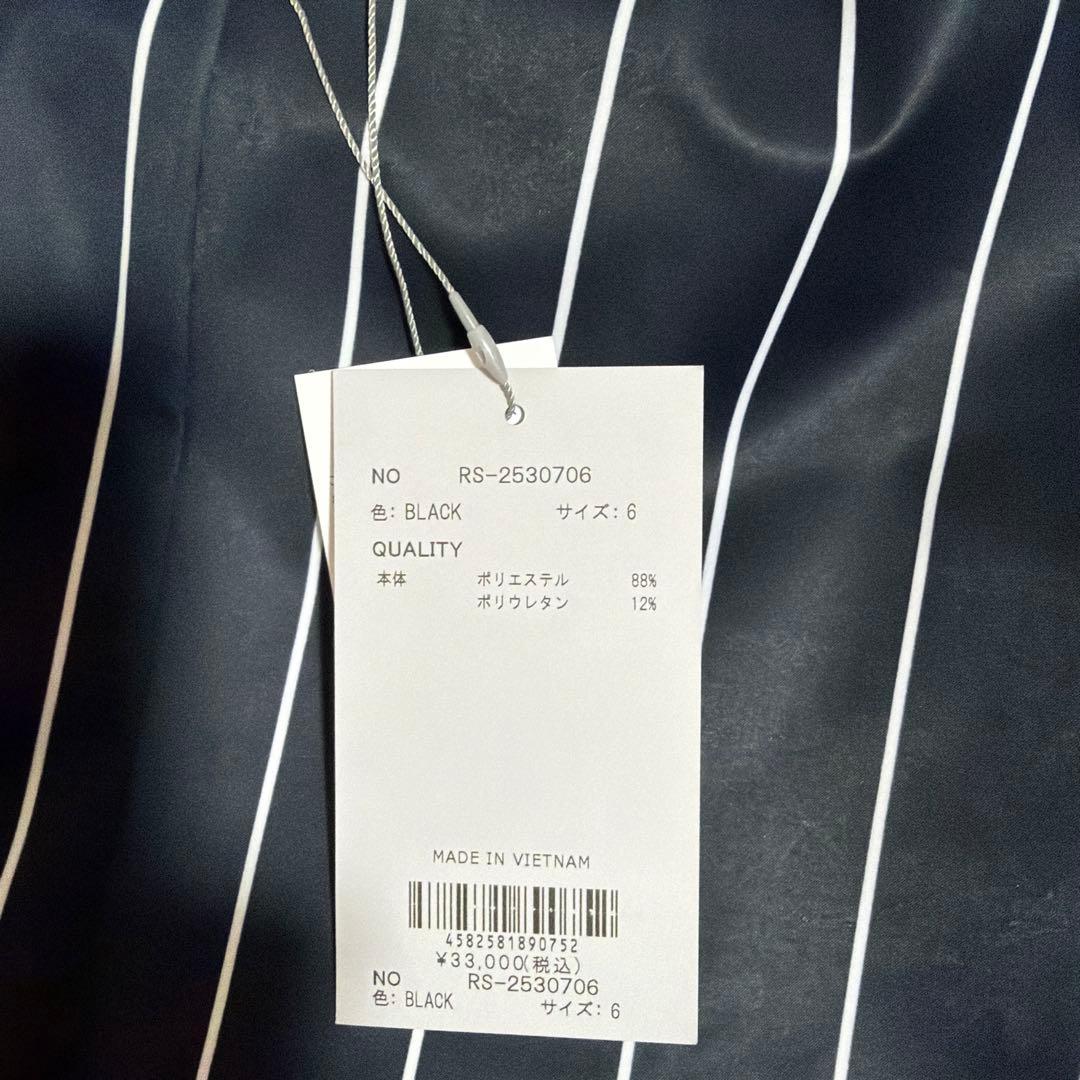 NO RS-2530706
色: BLACK サイズ: 6
QUALITY
本体 ポリエステル 88%
ポリウレタン 12%
MADE IN VIETNAM
4582581890752
¥33,000(税込)
NO RS-2530706
色: BLACK サイズ: 6